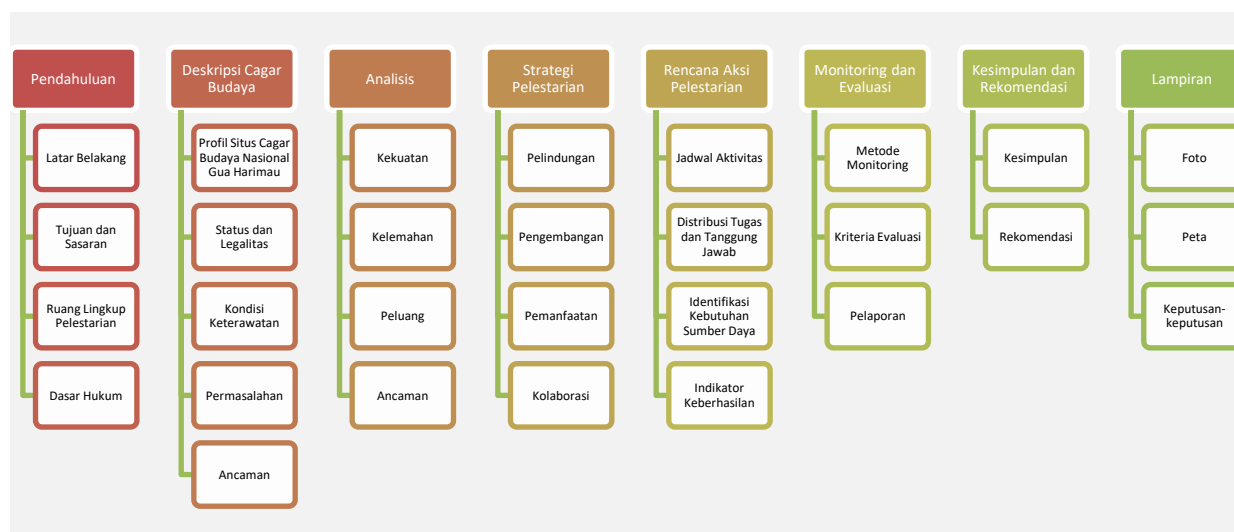 Pendahuluan
Latar Belakang
Tujuan dan
Sasaran
Ruang Lingkup
Pelestarian
Dasar Hukum
Deskripsi Cagar
Budaya
Profil Situs Cagar
Budaya Nasional
Gua Harimau
Status dan
Legalitas
Kondisi
Keterawatan
Permasalahan
Ancaman
Analisis
Kekuatan
Kelemahan
Peluang
Ancaman
Strategi
Pelestarian
Pelindungan
Pengembangan
Pemanfaatan
Kolaborasi
Rencana Aksi
Pelestarian
Jadwal Aktivitas
Distribusi Tugas
dan Tanggung
Jawab
Identifikasi
Kebutuhan
Sumber Daya
Indikator
Keberhasilan
Monitoring dan
Evaluasi
Metode
Monitoring
Kriteria Evaluasi
Pelaporan
Kesimpulan dan
Rekomendasi
Kesimpulan
Rekomendasi
Lampiran
Foto
Peta
Keputusan-
keputusan